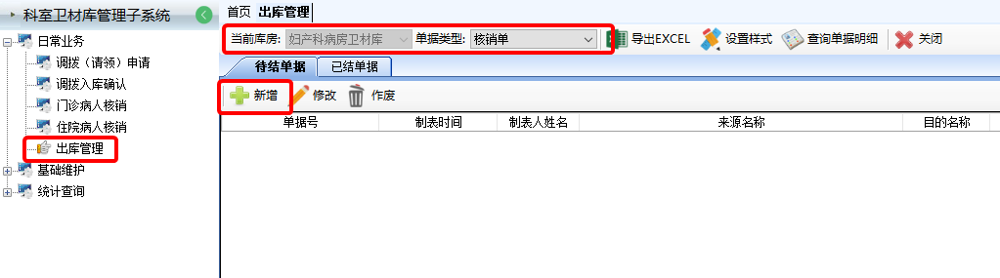 科室卫材库管理子系统
首页 出库管理
日常业务
调拨（请领）申请
调拨入库确认
门诊病人核销
住院病人核销
出库管理
基础维护
统计查询
当前库房: 妇产科病房卫材库 单据类型: 核销单 导出EXCEL 设置样式 查询单据明细 关闭
待结单据 已结单据
新增 修改 作废
单据号 制表时间 制表人姓名 来源名称 目的名称